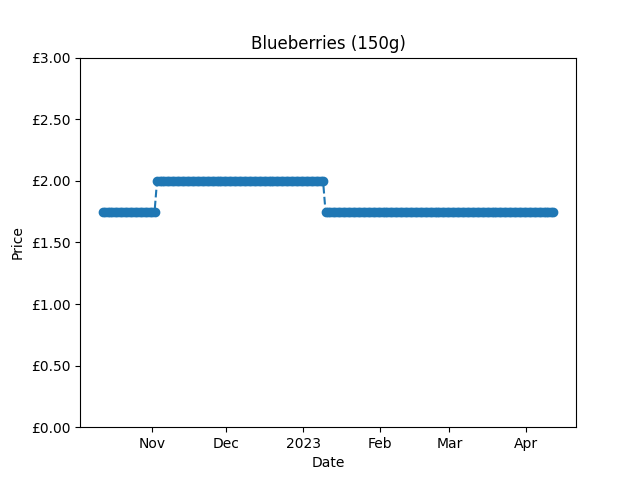 Blueberries (150g)
£3.00
£2.50
£2.00
£1.50
£1.00
£0.50
£0.00
Price
Nov Dec 2023 Feb Mar Apr
Date